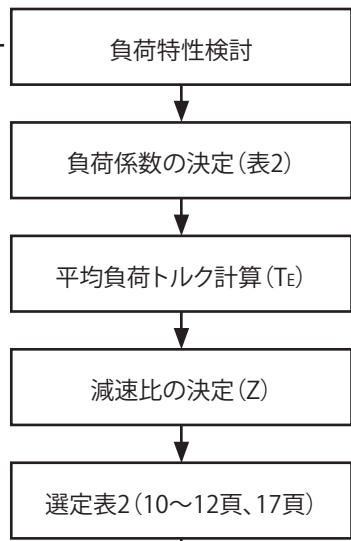 負荷特性検討
負荷係数の決定（表2）
平均負荷トルク計算（TE）
減速比の決定（Z）
選定表2（10～12頁、17頁）